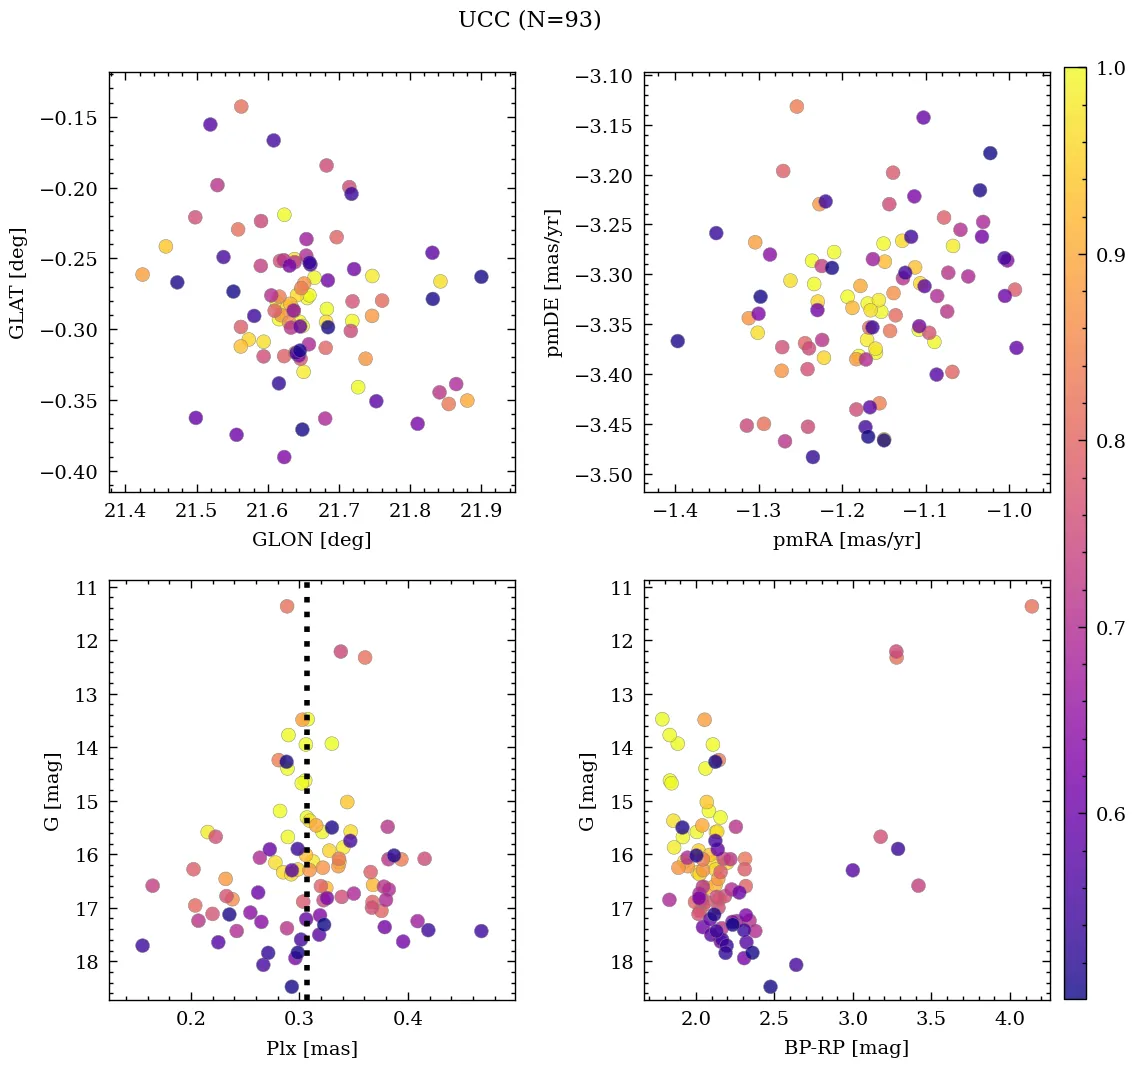 UCC (N=93)
−0.15
−0.20
−0.25
−0.30
−0.35
−0.40
GLAT [deg]
21.4 21.5 21.6 21.7 21.8 21.9
GLON [deg]
−3.10
−3.15
−3.20
−3.25
−3.30
−3.35
−3.40
−3.45
−3.50
pmDE [mas/yr]
−1.4 −1.3 −1.2 −1.1 −1.0
pmRA [mas/yr]
11
12
13
14
15
16
17
18
G [mag]
0.2 0.3 0.4
Plx [mas]
11
12
13
14
15
16
17
18
G [mag]
2.0 2.5 3.0 3.5 4.0
BP-RP [mag]
1.0
0.9
0.8
0.7
0.6